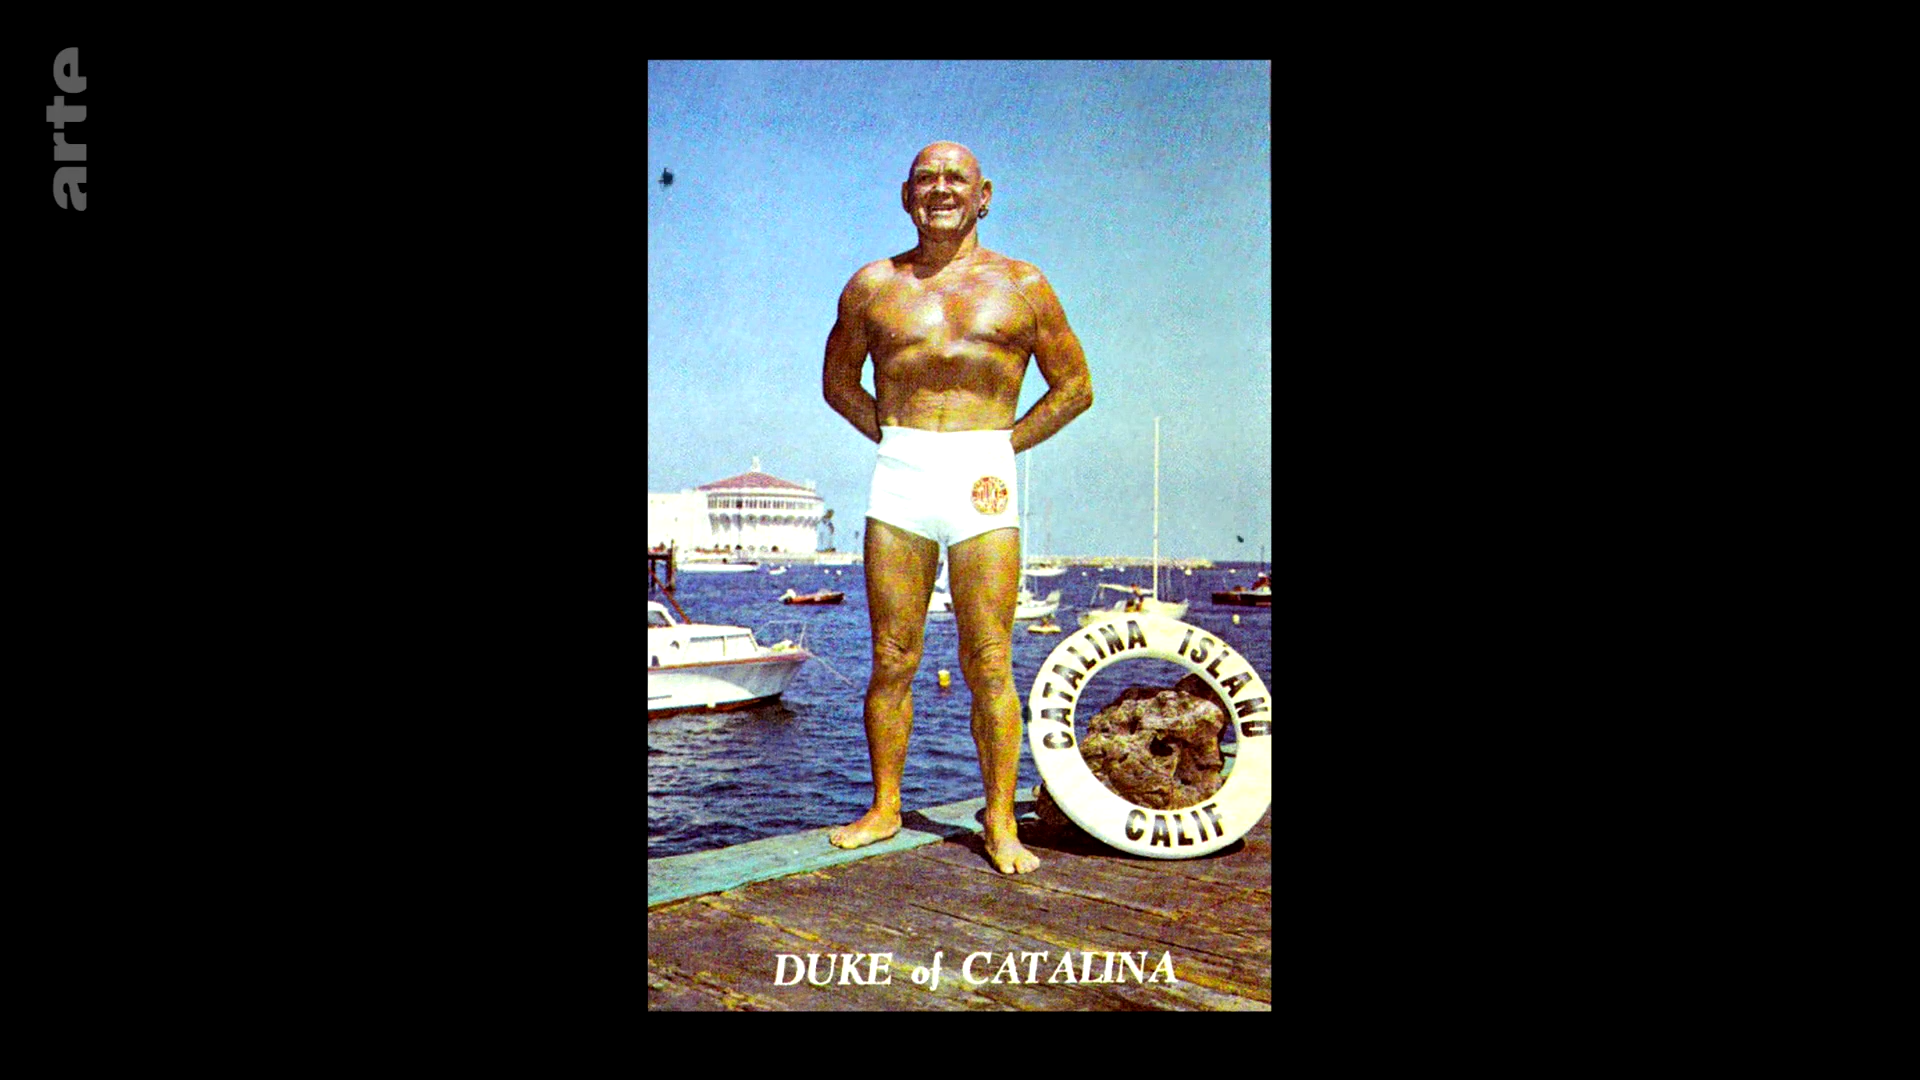 arte
CATALINA ISLAND
CALIF
DUKE of CATALINA